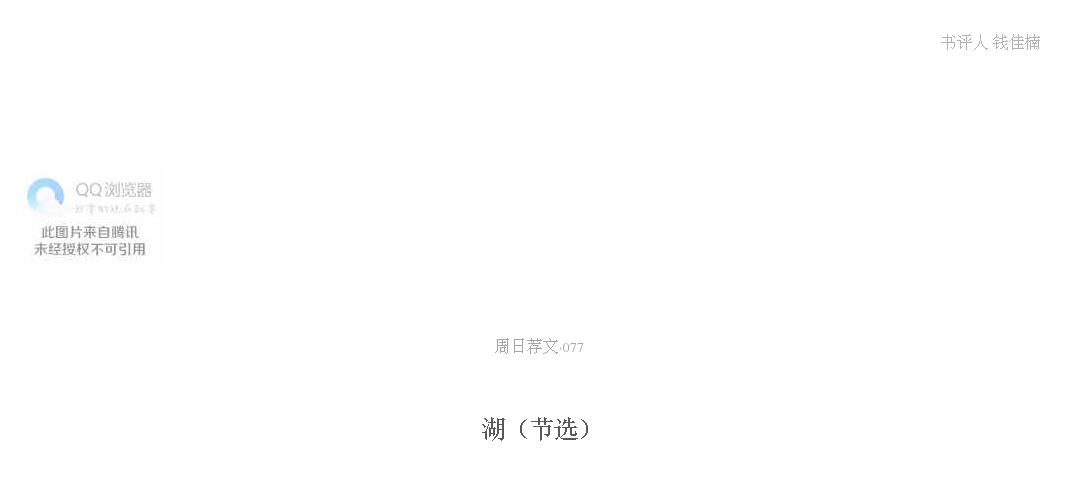 书评人 钱佳楠
QQ浏览器
此图片来自腾讯
未经授权不可引用
周日荐文·077
湖（节选）